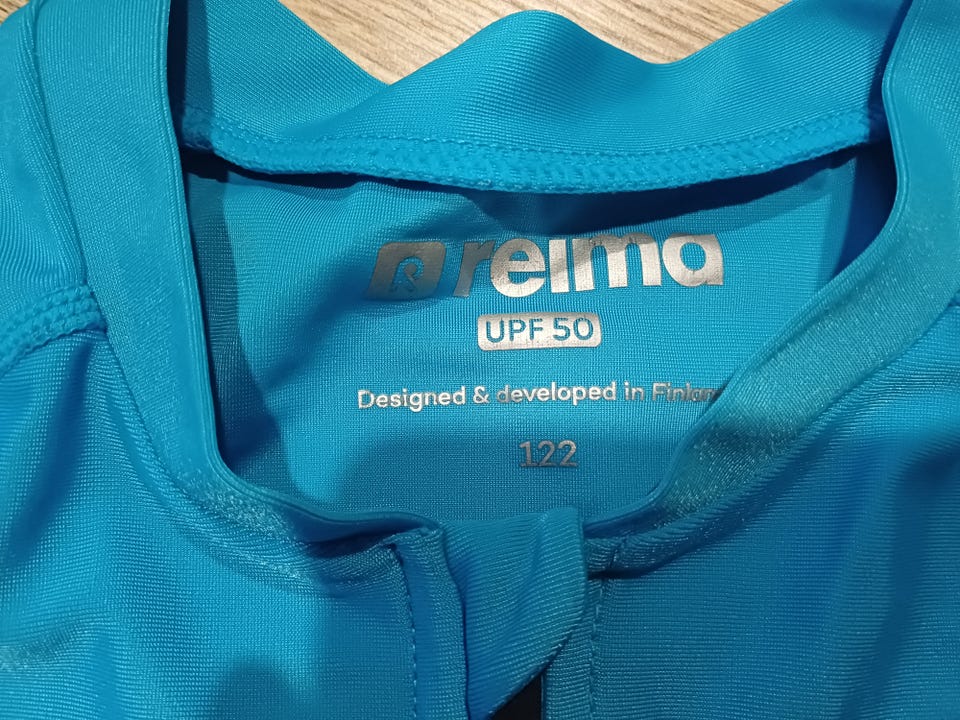 reima
UPF 50
Designed & developed in Finlan
122